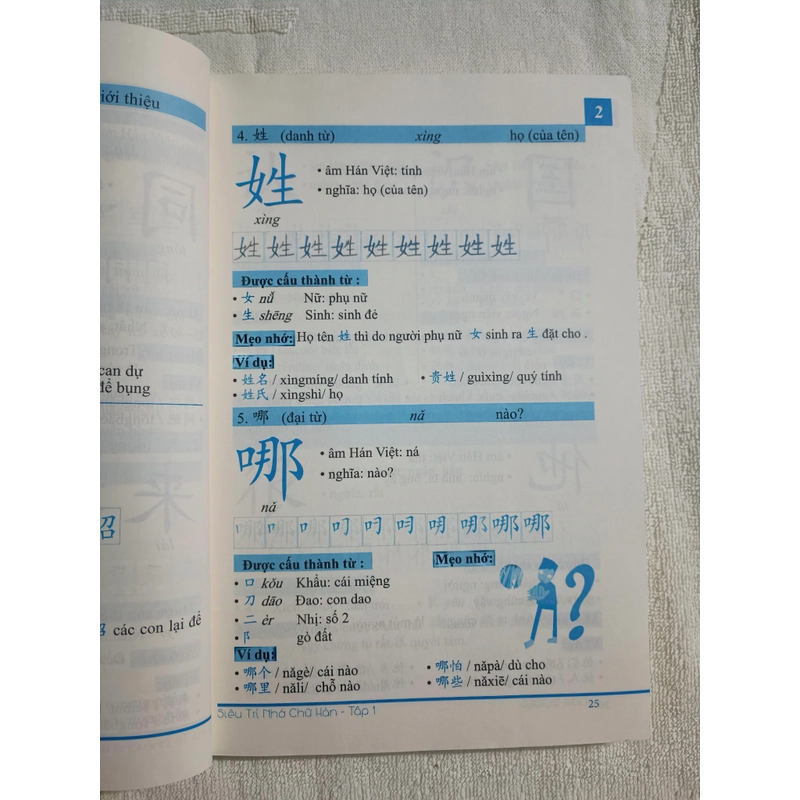 iới thiệu
can dự
để bụng
các con lại để
2
4. 姓 (danh từ) xìng họ (của tên)
姓
• âm Hán Việt: tính
• nghĩa: họ (của tên)
xìng
姓 姓 姓 姓 姓 姓 姓 姓 姓
Được cấu thành từ :
• 女 nǚ Nữ: phụ nữ
• 生 shēng Sinh: sinh đẻ
Mẹo nhớ: Họ tên 姓 thì do người phụ nữ 女 sinh ra 生 đặt cho .
Ví dụ:
• 姓名 / xìngmíng/ danh tính • 贵姓 / guìxìng/ quý tính
• 姓氏 / xìngshì/ họ
5. 哪 (đại từ) nǎ nào?
哪
• âm Hán Việt: ná
• nghĩa: nào?
nǎ
Được cấu thành từ : Mẹo nhớ:
• 口 kǒu Khẩu: cái miệng
• 刀 dāo Đao: con dao
• 二 èr Nhị: số 2
• 阝 gò đất
?
Ví dụ:
• 哪个 / năgè/ cái nào • 哪怕 / năpà/ dù cho
• 哪里 / năli/ chỗ nào • 哪些 / năxiē/ cái nào
Siêu Trí Nhớ Chữ Hán - Tập 1 25